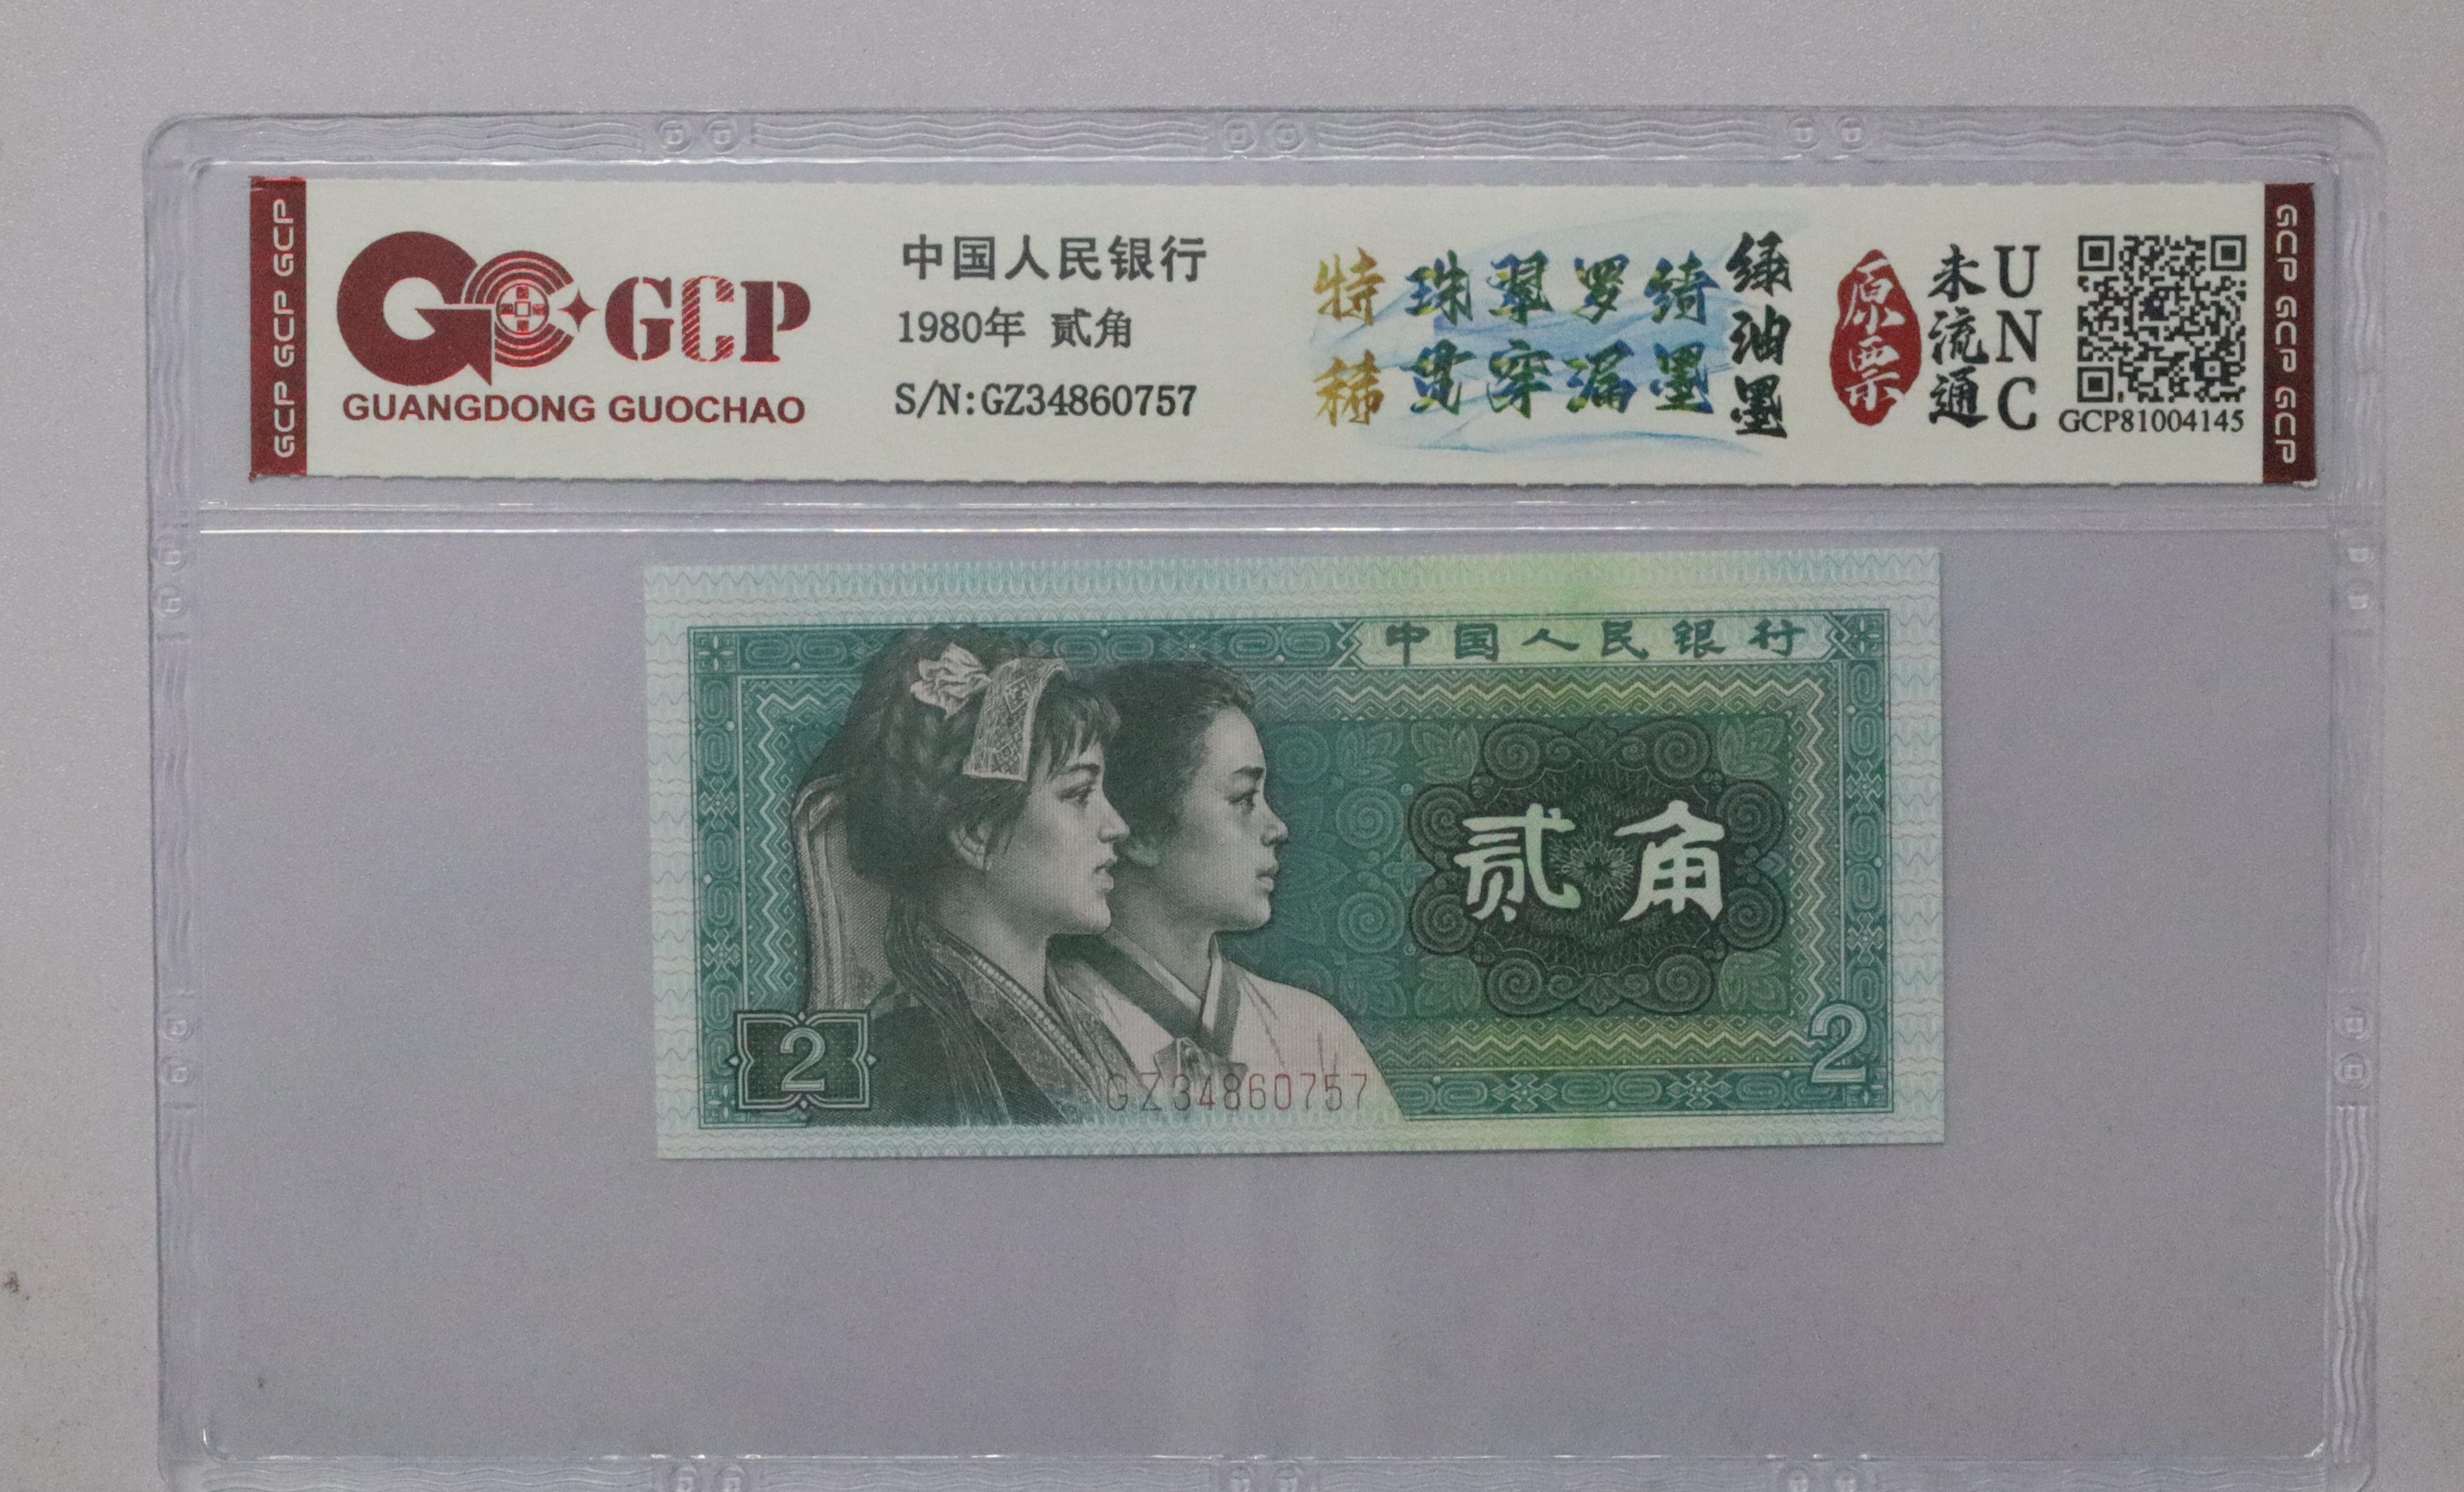 GCP GCP GCP
GCP
GUANGDONG GUOCHAO
中国人民银行
1980年 贰角
S/N:GZ34860757
特稀
珠翠罗绮
贯穿漏墨
绿油墨
原票
未流通
UNC
GCP81004145
GCP GCP GCP
中国人民银行
贰角
2
GZ34860757
2